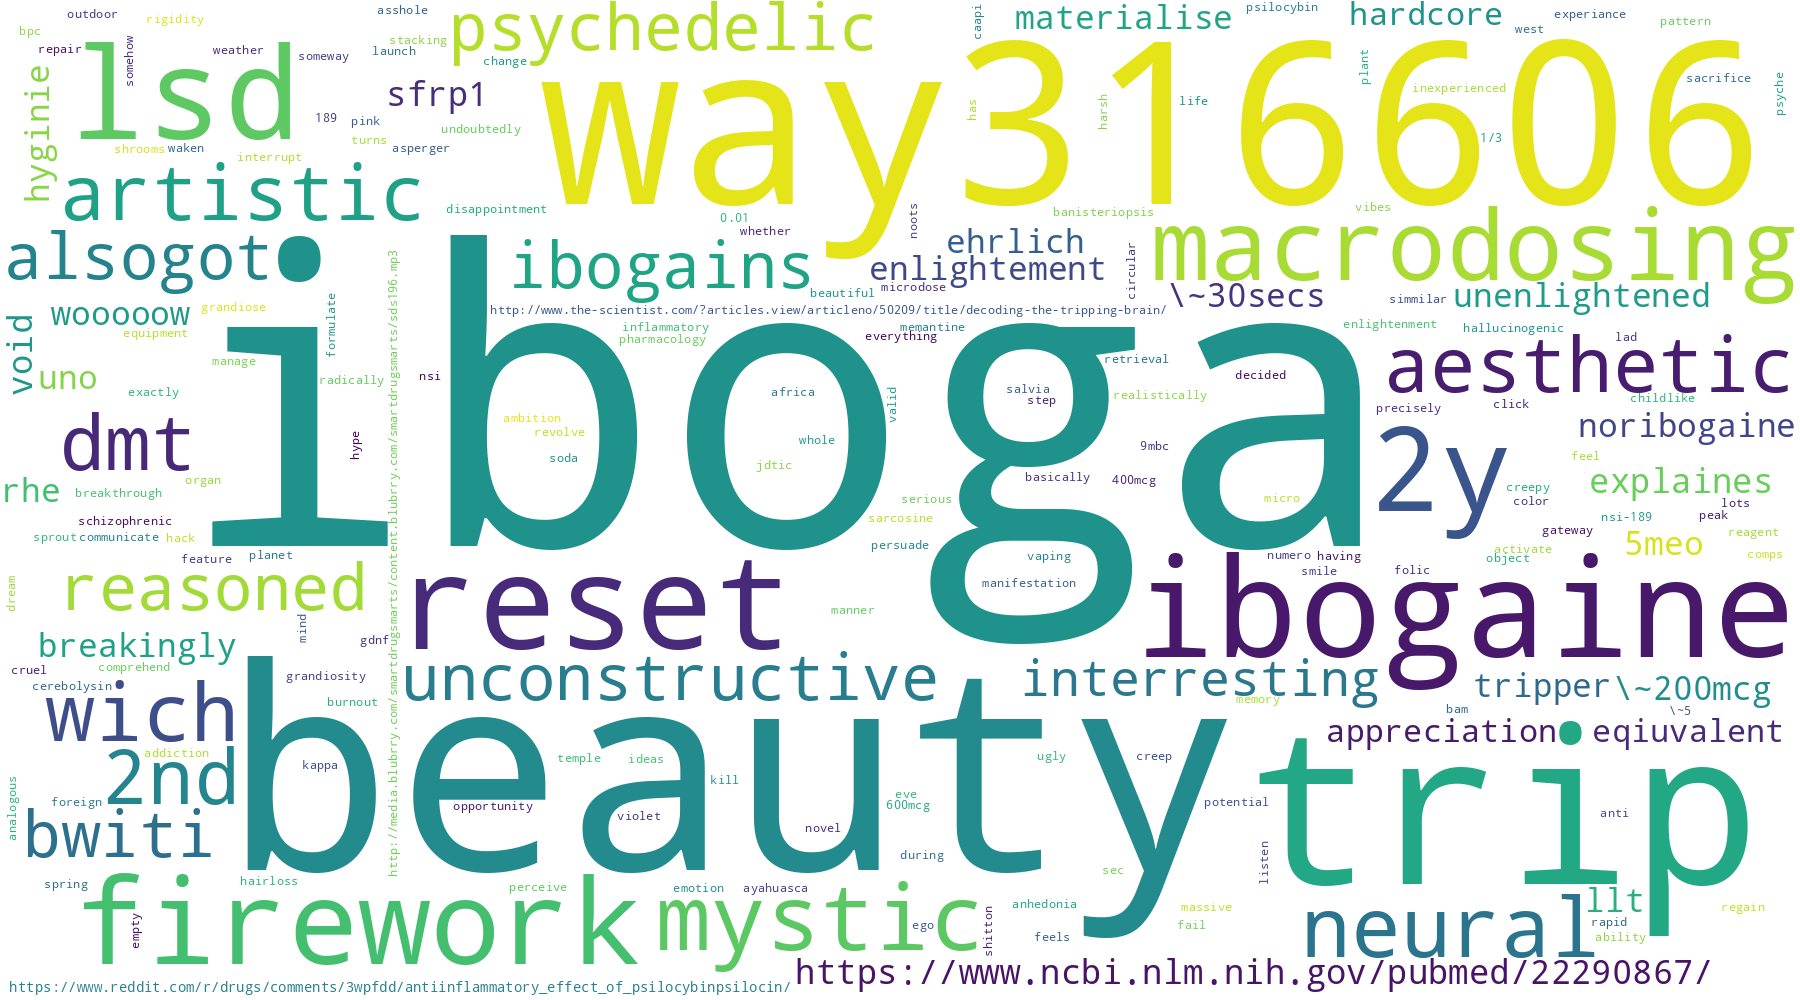 outdoor
rigidity
asshole
psychedelic
materialise
psilocybin
hardcore
experiance
pattern
bpc
repair
lsd
somehow
weather
someway
stacking
launch
change
caapi
west
way316606
plant
sacrifice
psyche
hyginie
sfrp1
189
pink
undoubtedly
has
harsh
life
inexperienced
1/3
shrooms
waken
interrupt
turns
asperger
artistic
disappointment
0.01
whether
noots
banisteriopsis
vibes
alsogot
ibogains
ehrlich
enlightement
circular
macrodosing
http://media.blubrry.com/smartdrugsmarts/content.blubrry.com/smartdrugsmarts/sds196.mp3
beautiful
microdose
\~30secs
simmilar
unenlightened
void
wooooow
grandiose
equipment
formulate
http://www.the-scientist.com/?articles.view/articleno/50209/title/decoding-the-tripping-brain/
inflammatory
pharmacology
memantine
everything
enlightenment
hallucinogenic
lad
uno
manage
exactly
radically
nsi
iboga
africa
valid
salvia
step
retrieval
decided
realistically
aesthetic
precisely
click
childlike
dmt
hype
ambition
revolve
soda
whole
jdtic
basically
9mbc
400mcg
2y
noribogaine
feel
rhe
breakthrough
organ
schizophrenic
sprout
communicate
hack
serious
sarcosine
persuade
micro
creepy
color
explaines
lots
peak
nsi-189
gateway
reagent
5meo
activate
object
comps
feature
planet
vaping
manifestation
numero
having
smile
folic
dream
reasoned
reset
manner
ibogaine
mind
gdnf
breakingly
comprehend
cruel
cerebolysin
grandiosity
burnout
unconstructive
interresting
memory
tripper
\~200mcg
bam
\~5
wich
addiction
2nd
beauty
kappa
temple
ideas
kill
ugly
creep
appreciation
eqiuvalent
analogous
foreign
bwiti
opportunity
violet
novel
eve
600mcg
during
potential
trip
anti
spring
hairloss
perceive
emotion
ayahuasca
sec
listen
empty
firework
mystic
ego
shitton
anhedonia
feels
massive
fail
neural
llt
rapid
ability
regain
https://www.reddit.com/r/drugs/comments/3wpfdd/antiinflammatory_effect_of_psilocybinpsilocin/
https://www.ncbi.nlm.nih.gov/pubmed/22290867/